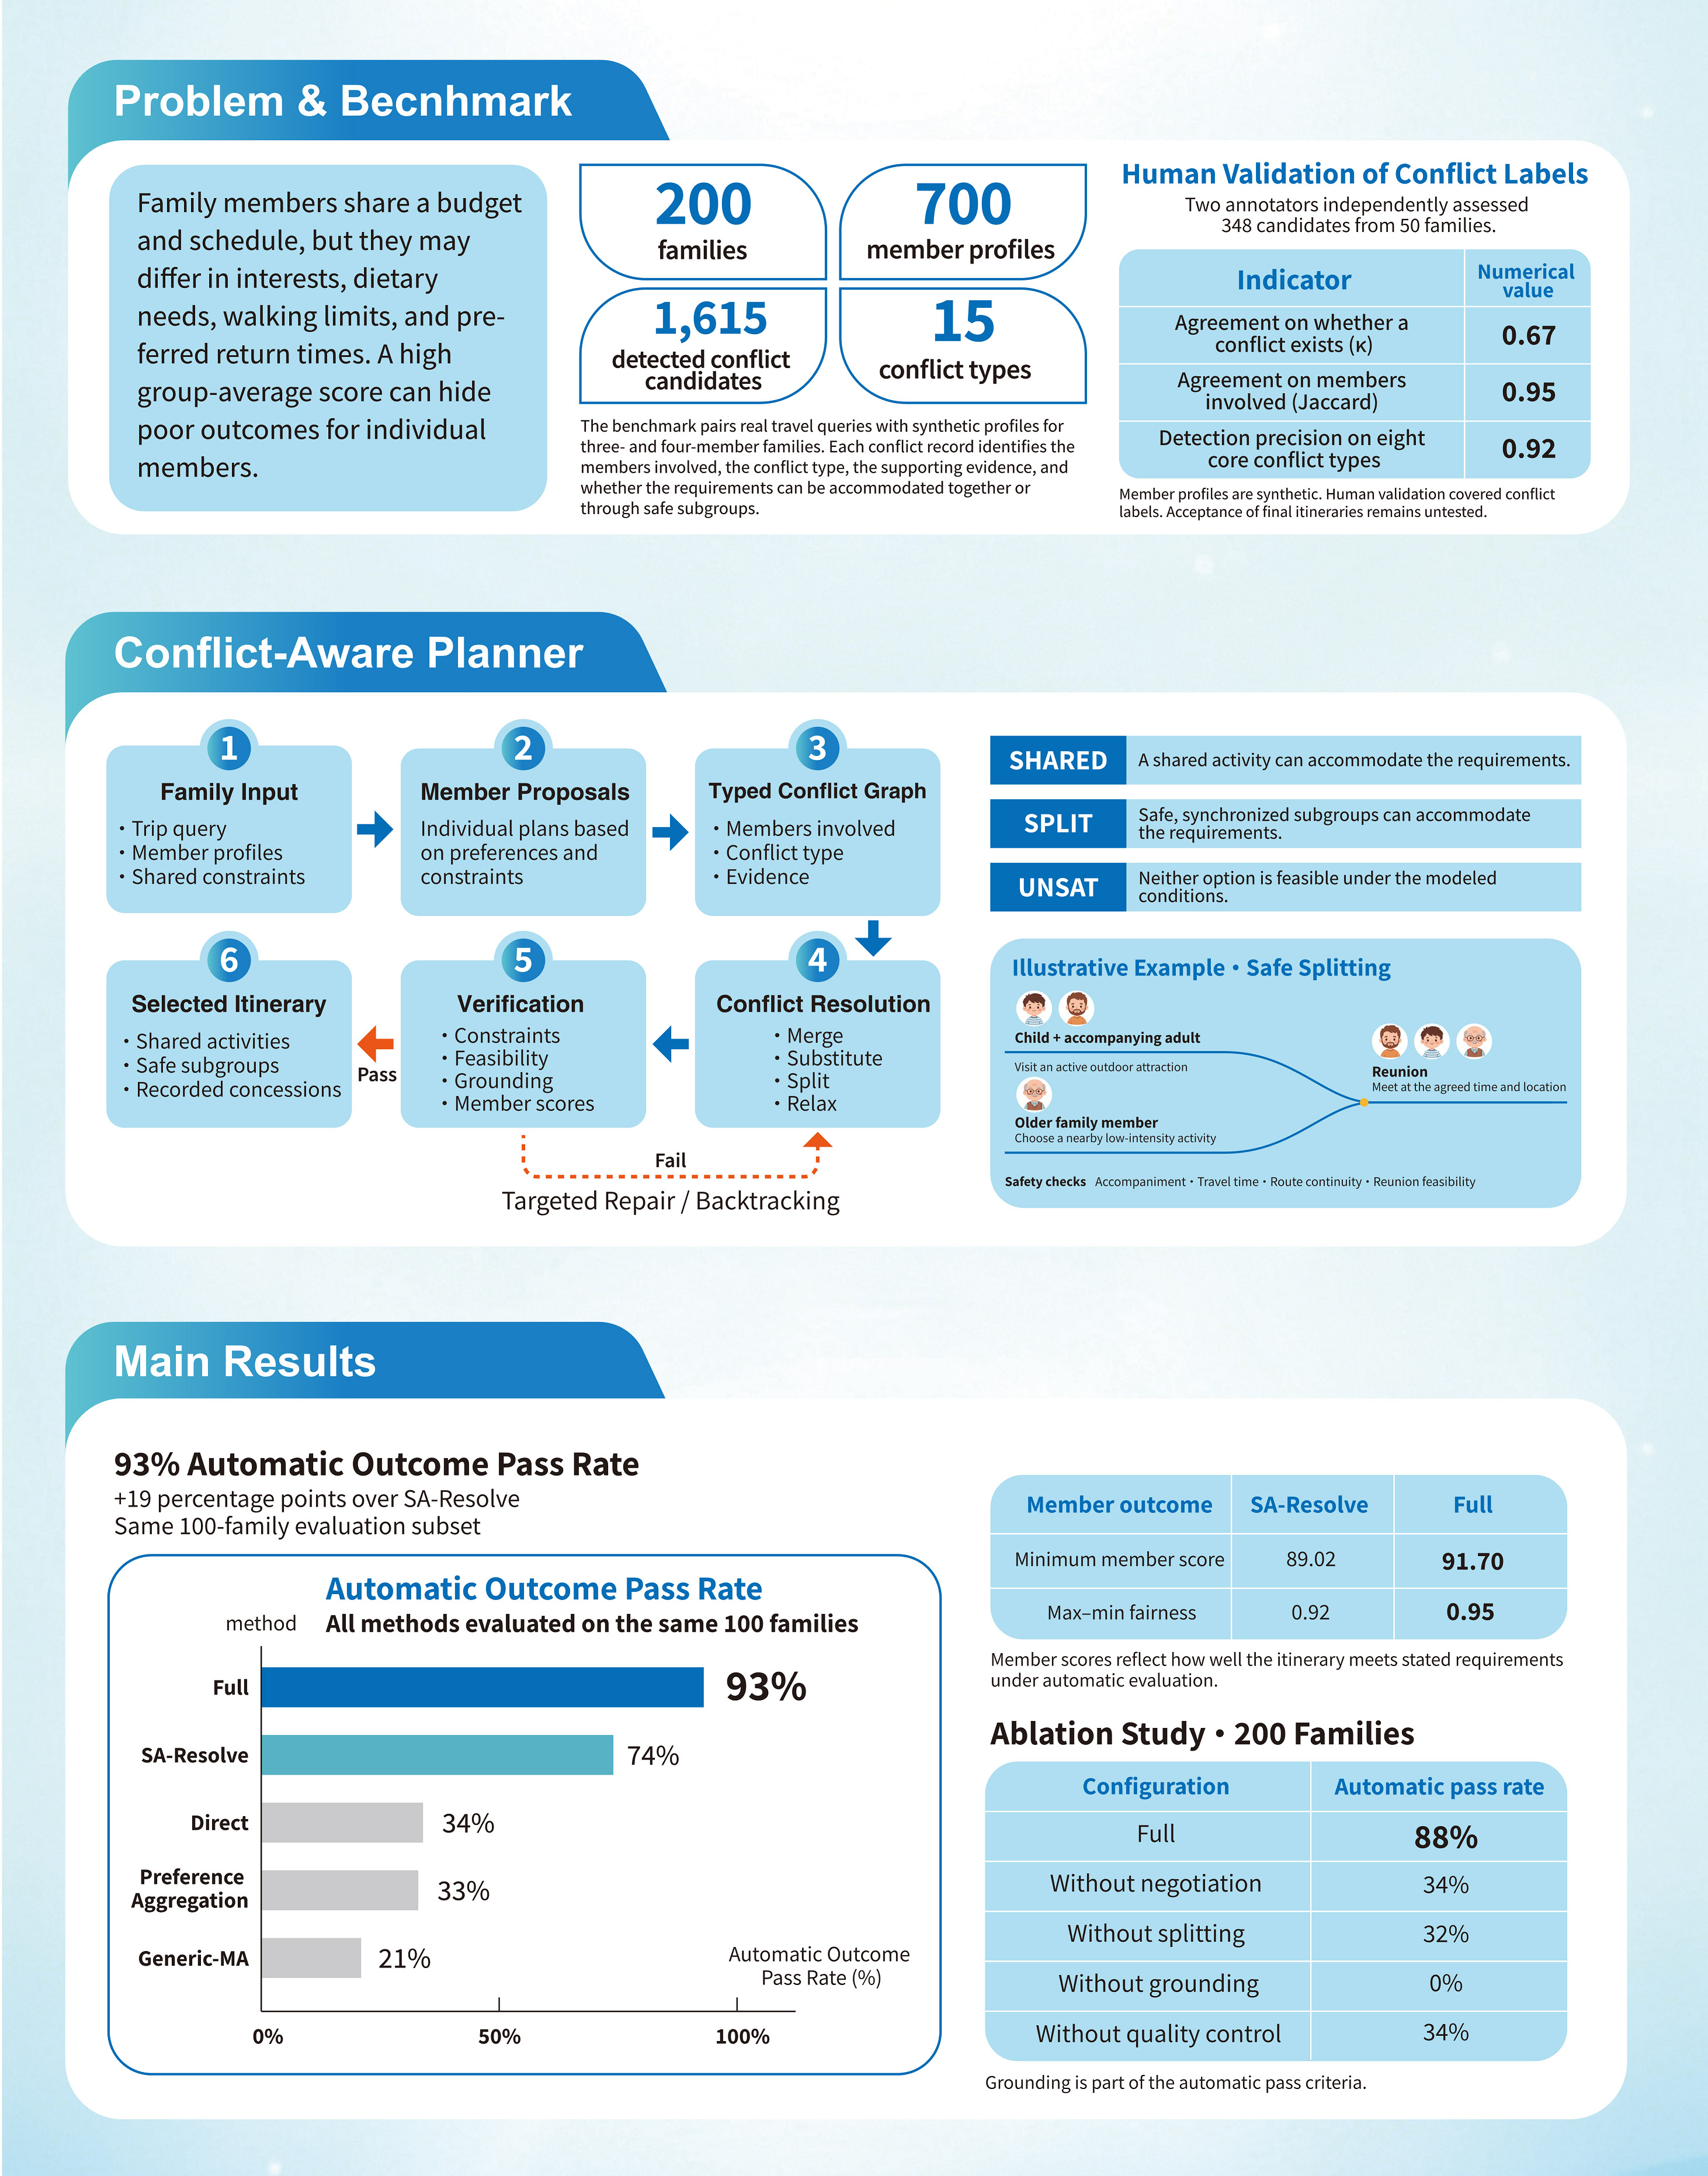 Problem & Becnhmark
Family members share a budget
and schedule, but they may
differ in interests, dietary
needs, walking limits, and pre-
ferred return times. A high
group-average score can hide
poor outcomes for individual
members.
200
families
700
member profiles
1,615
detected conflict
candidates
15
conflict types
The benchmark pairs real travel queries with synthetic profiles for
three- and four-member families. Each conflict record identifies the
members involved, the conflict type, the supporting evidence, and
whether the requirements can be accommodated together or
through safe subgroups.
Human Validation of Conflict Labels
Two annotators independently assessed
348 candidates from 50 families.
Indicator
Numerical
value
Agreement on whether a
conflict exists (κ)
0.67
Agreement on members
involved (Jaccard)
0.95
Detection precision on eight
core conflict types
0.92
Member profiles are synthetic. Human validation covered conflict
labels. Acceptance of final itineraries remains untested.
Conflict-Aware Planner
1
Family Input
・Trip query
・Member profiles
・Shared constraints
2
Member Proposals
Individual plans based
on preferences and
constraints
3
Typed Conflict Graph
・Members involved
・Conflict type
・Evidence
4
Conflict Resolution
・Merge
・Substitute
・Split
・Relax
5
Verification
・Constraints
・Feasibility
・Grounding
・Member scores
Pass
6
Selected Itinerary
・Shared activities
・Safe subgroups
・Recorded concessions
Fail
Targeted Repair / Backtracking
SHARED
A shared activity can accommodate the requirements.
SPLIT
Safe, synchronized subgroups can accommodate
the requirements.
UNSAT
Neither option is feasible under the modeled
conditions.
Illustrative Example・Safe Splitting
Child + accompanying adult
Visit an active outdoor attraction
Older family member
Choose a nearby low-intensity activity
Reunion
Meet at the agreed time and location
Safety checks Accompaniment・Travel time・Route continuity・Reunion feasibility
Main Results
93% Automatic Outcome Pass Rate
+19 percentage points over SA-Resolve
Same 100-family evaluation subset
Automatic Outcome Pass Rate
method
All methods evaluated on the same 100 families
Full
93%
SA-Resolve
74%
Direct
34%
Preference
Aggregation
33%
Generic-MA
21%
Automatic Outcome
Pass Rate (%)
0%
50%
100%
Member outcome
SA-Resolve
Full
Minimum member score
89.02
91.70
Max–min fairness
0.92
0.95
Member scores reflect how well the itinerary meets stated requirements
under automatic evaluation.
Ablation Study・200 Families
Configuration
Automatic pass rate
Full
88%
Without negotiation
34%
Without splitting
32%
Without grounding
0%
Without quality control
34%
Grounding is part of the automatic pass criteria.